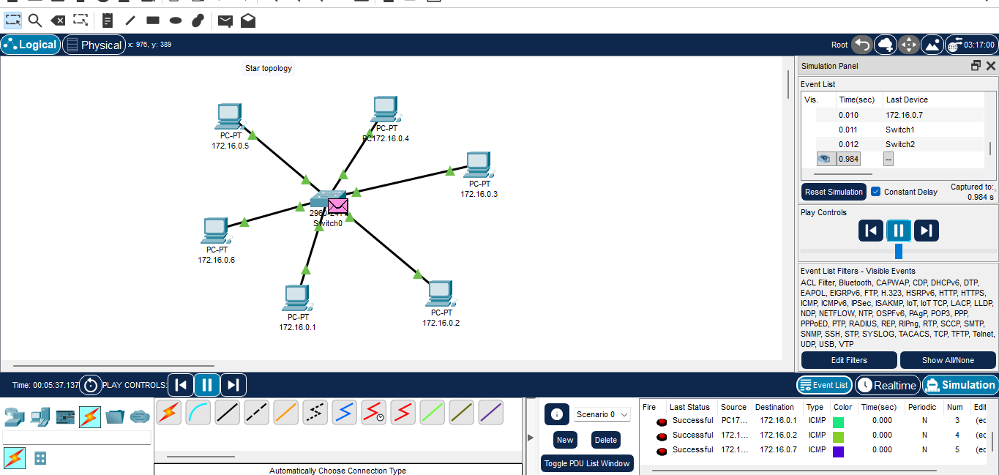 Logical
Physical
x: 976, y: 389
Root
03:17:00
Star topology
PC-PT
172.16.0.5
PC-PT
PC172.16.0.4
PC-PT
172.16.0.3
Switch0
PC-PT
172.16.0.6
PC-PT
172.16.0.1
PC-PT
172.16.0.2
Simulation Panel
Event List
Vis. Time(sec) Last Device
0.010 172.16.0.7
0.011 Switch1
0.012 Switch2
0.984 --
Reset Simulation
Constant Delay
Captured to:
0.984 s
Play Controls
Event List Filters - Visible Events
ACL Filter, Bluetooth, CAPWAP, CDP, DHCPv6, DTP,
EAPOL, EIGRPv6, FTP, H.323, HSRPv6, HTTP, HTTPS,
ICMP, ICMPv6, IPSec, ISAKMP, IoT, IoT TCP, LACP, LLDP,
NDP, NETFLOW, NTP, OSPFv6, PAgP, POP3, PPP,
PPPoED, PTP, RADIUS, REP, RIPng, RTP, SCCP, SMTP,
SNMP, SSH, STP, SYSLOG, TACACS, TCP, TFTP, Telnet,
UDP, USB, VTP
Edit Filters
Show All/None
Time: 00:05:37.137
PLAY CONTROLS:
Event List
Realtime
Simulation
Automatically Choose Connection Type
Scenario 0
New
Delete
Toggle PDU List Window
Fire Last Status Source Destination Type Color Time(sec) Periodic Num Edit
Successful PC17... 172.16.0.1 ICMP 0.000 N 3 (ec
Successful 172.1... 172.16.0.2 ICMP 0.000 N 4 (ec
Successful 172.1... 172.16.0.7 ICMP 0.000 N 5 (ec